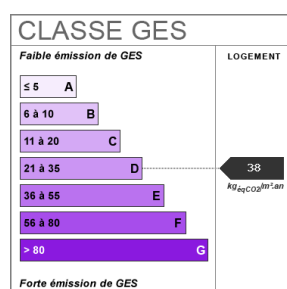 CLASSE GES
Faible émission de GES
LOGEMENT
≤ 5 A
6 à 10 B
11 à 20 C
21 à 35 D
38
kgéqCO2/m².an
36 à 55 E
56 à 80 F
> 80 G
Forte émission de GES